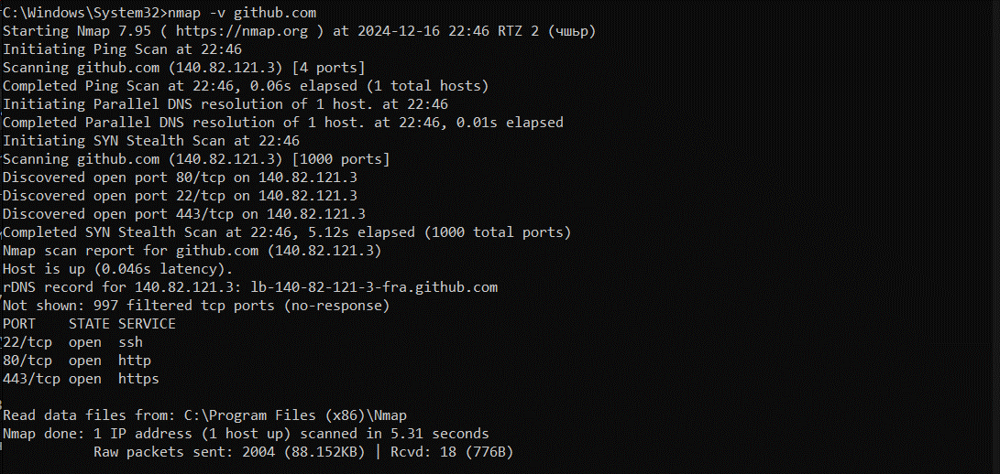 C:\Windows\System32>nmap -v github.com
Starting Nmap 7.95 ( https://nmap.org ) at 2024-12-16 22:46 RTZ 2 (чшьр)
Initiating Ping Scan at 22:46
Scanning github.com (140.82.121.3) [4 ports]
Completed Ping Scan at 22:46, 0.06s elapsed (1 total hosts)
Initiating Parallel DNS resolution of 1 host. at 22:46
Completed Parallel DNS resolution of 1 host. at 22:46, 0.01s elapsed
Initiating SYN Stealth Scan at 22:46
Scanning github.com (140.82.121.3) [1000 ports]
Discovered open port 80/tcp on 140.82.121.3
Discovered open port 22/tcp on 140.82.121.3
Discovered open port 443/tcp on 140.82.121.3
Completed SYN Stealth Scan at 22:46, 5.12s elapsed (1000 total ports)
Nmap scan report for github.com (140.82.121.3)
Host is up (0.046s latency).
rDNS record for 140.82.121.3: lb-140-82-121-3-fra.github.com
Not shown: 997 filtered tcp ports (no-response)
PORT    STATE SERVICE
22/tcp  open  ssh
80/tcp  open  http
443/tcp open  https
Read data files from: C:\Program Files (x86)\Nmap
Nmap done: 1 IP address (1 host up) scanned in 5.31 seconds
           Raw packets sent: 2004 (88.152KB) | Rcvd: 18 (776B)